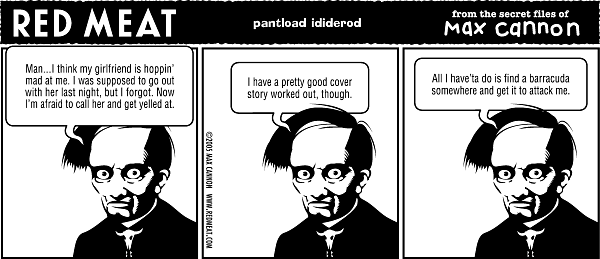 RED MEAT
pantload ididerod
from the secret files of
Max cannon
Man...I think my girlfriend is hoppin'
mad at me. I was supposed to go out
with her last night, but I forgot. Now
I'm afraid to call her and get yelled at.
©2005 MAX CANNON WWW.REDMEAT.COM
I have a pretty good cover
story worked out, though.
All I have'ta do is find a barracuda
somewhere and get it to attack me.